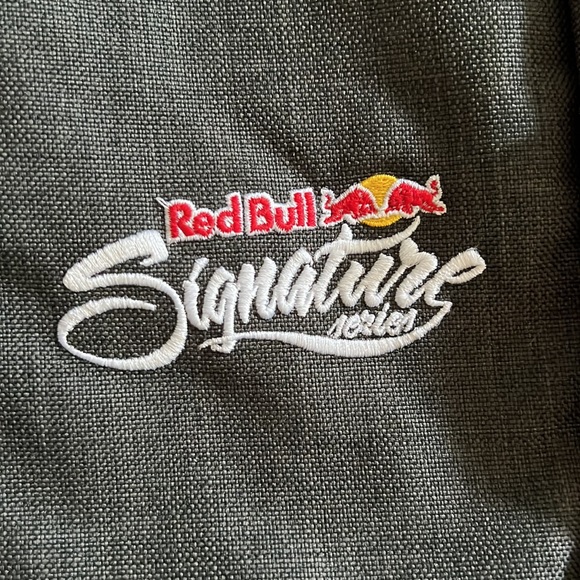 Red Bull
Signature
series